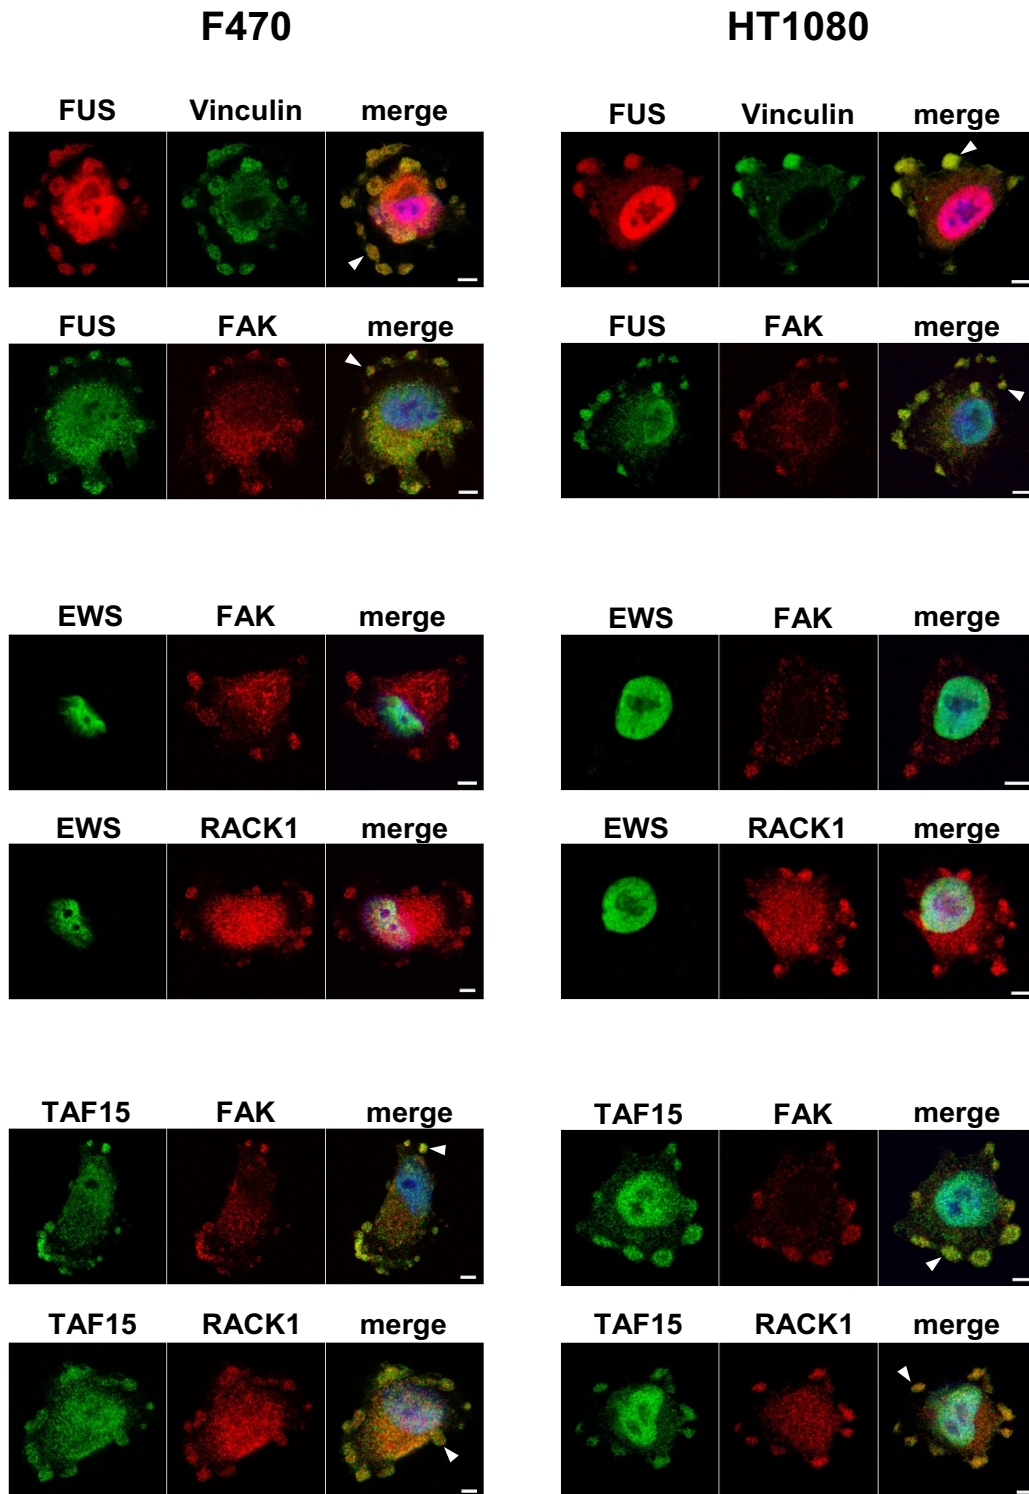 F470 HT1080
FUS Vinculin merge FUS Vinculin merge
FUS FAK merge FUS FAK merge
EWS FAK merge EWS FAK merge
EWS RACK1 merge EWS RACK1 merge
TAF15 FAK merge TAF15 FAK merge
TAF15 RACK1 merge TAF15 RACK1 merge